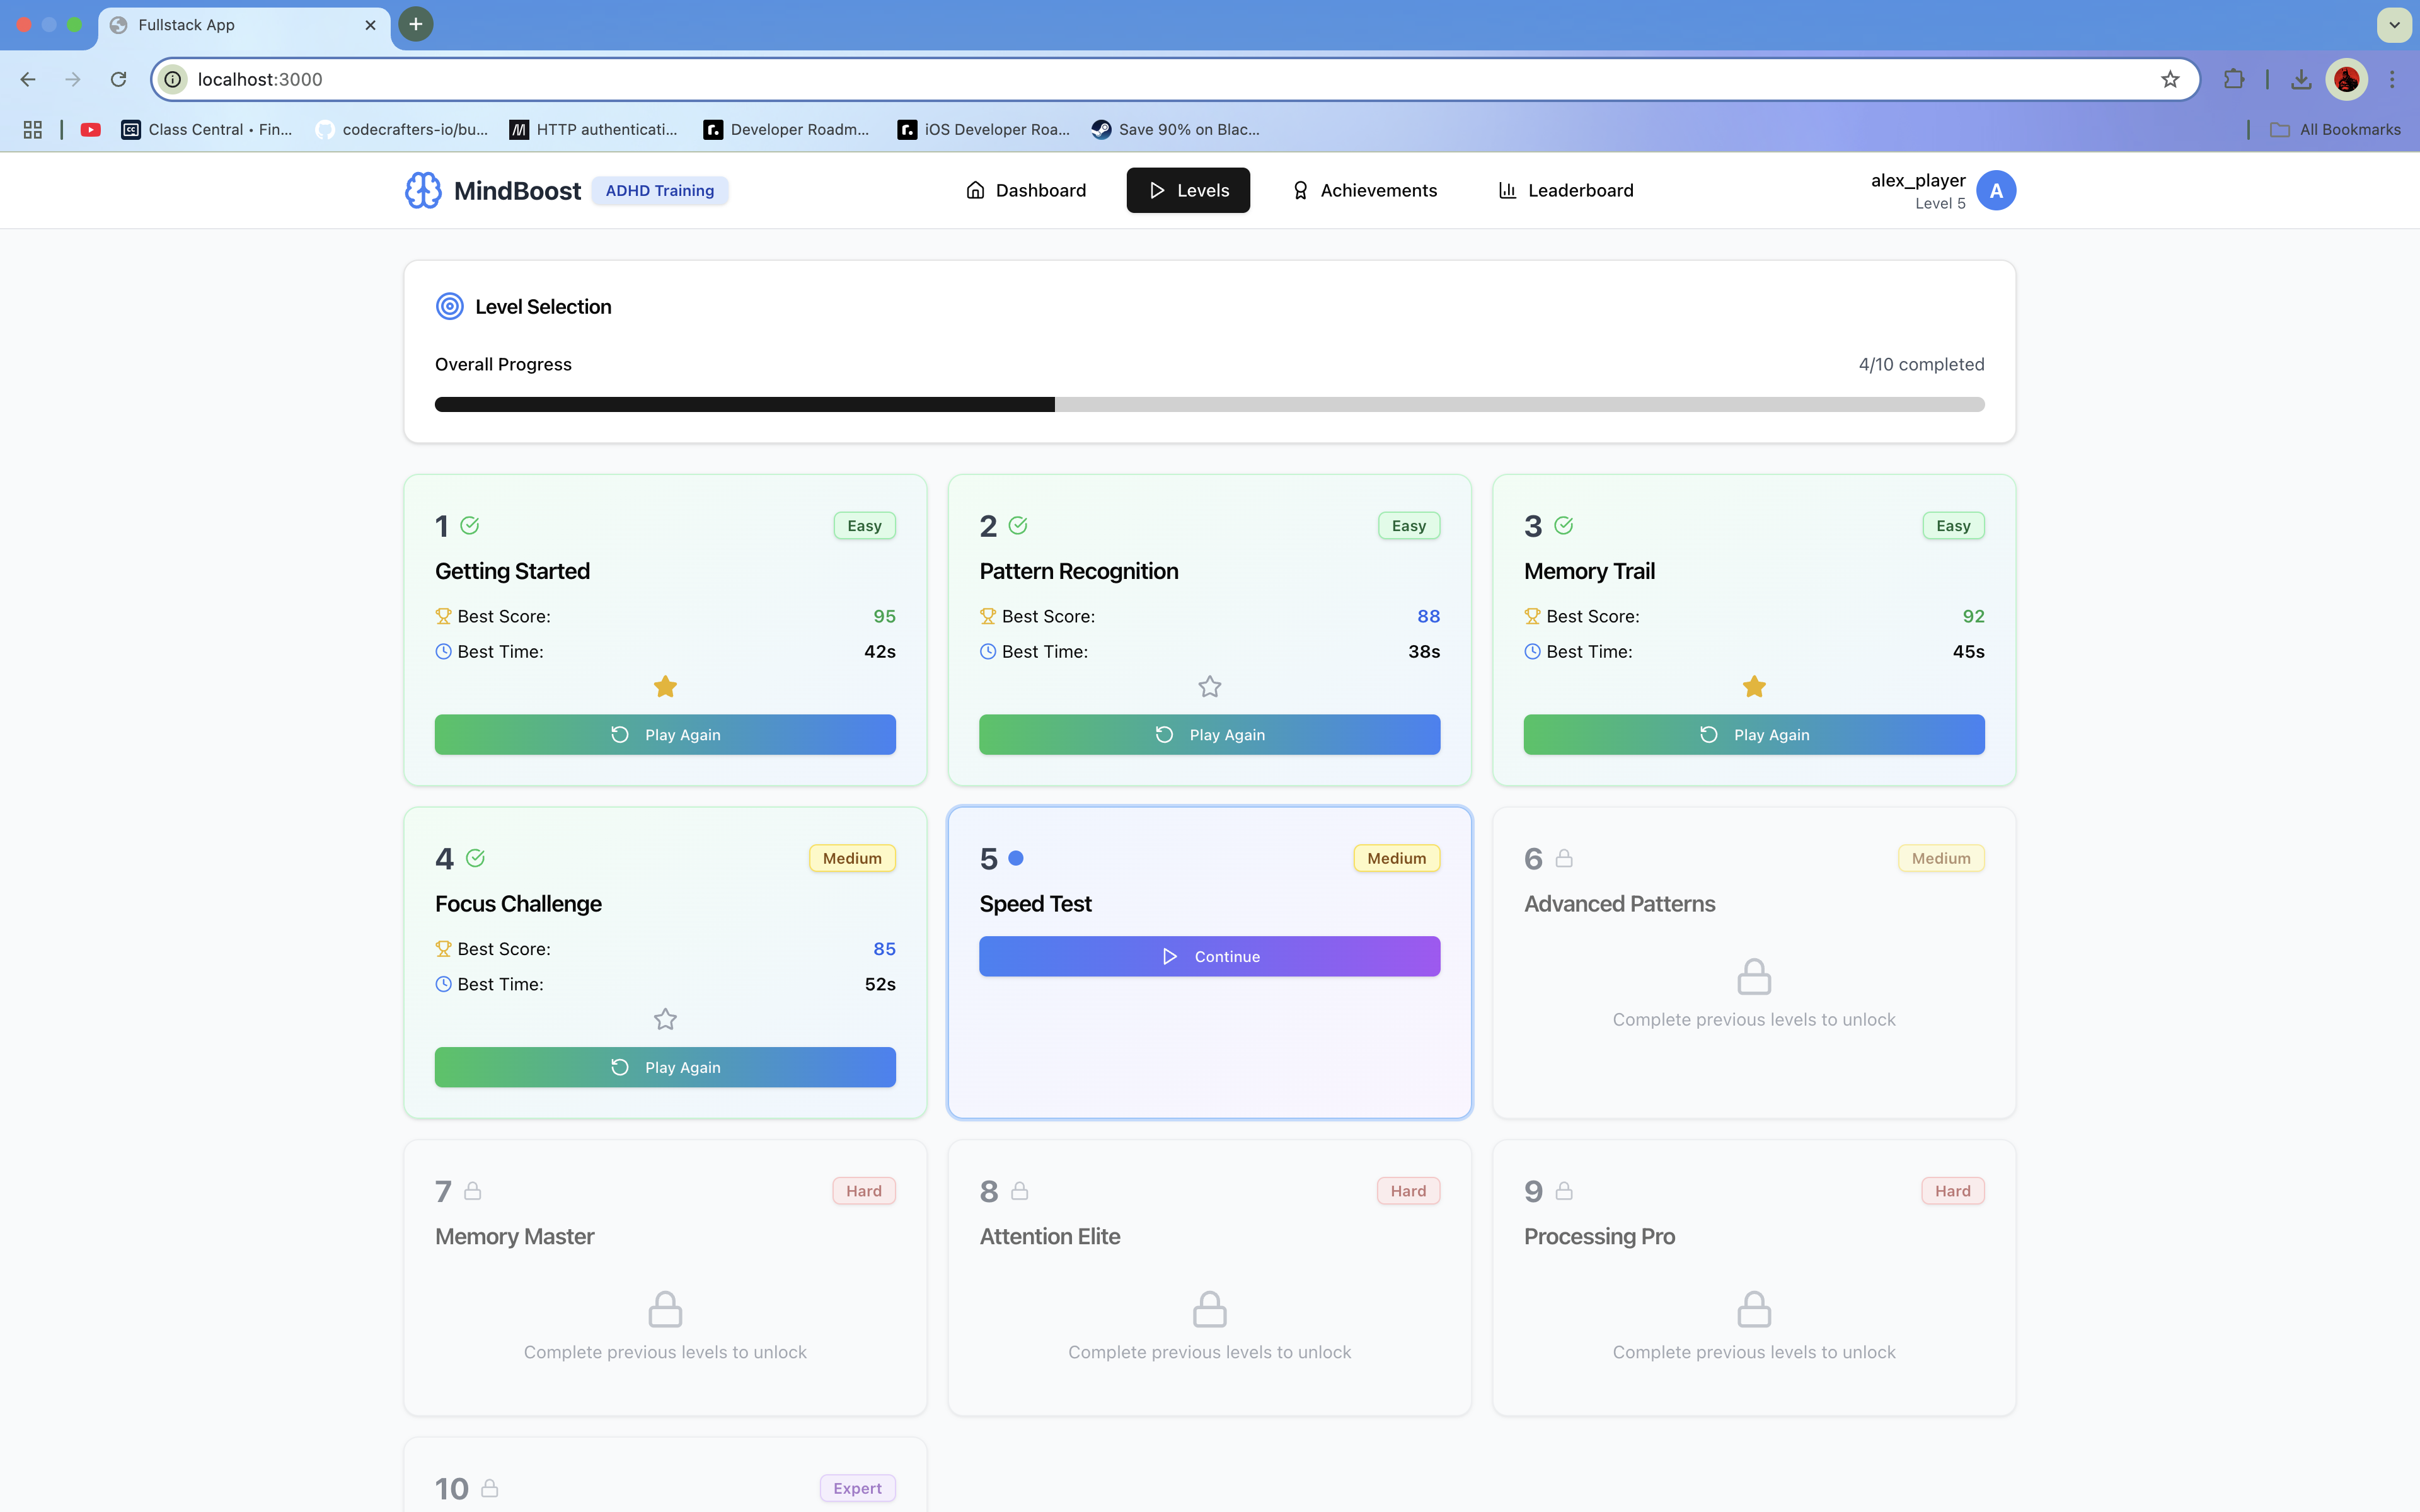 Fullstack App
localhost:3000
Class Central • Fin...
codecrafters-io/bu...
HTTP authenticati...
Developer Roadm...
iOS Developer Roa...
Save 90% on Blac...
All Bookmarks
MindBoost
ADHD Training
Dashboard
Levels
Achievements
Leaderboard
alex_player
Level 5
A
Level Selection
Overall Progress
4/10 completed
1
Easy
Getting Started
Best Score:
95
Best Time:
42s
Play Again
2
Easy
Pattern Recognition
Best Score:
88
Best Time:
38s
Play Again
3
Easy
Memory Trail
Best Score:
92
Best Time:
45s
Play Again
4
Medium
Focus Challenge
Best Score:
85
Best Time:
52s
Play Again
5
Medium
Speed Test
Continue
6
Medium
Advanced Patterns
Complete previous levels to unlock
7
Hard
Memory Master
Complete previous levels to unlock
8
Hard
Attention Elite
Complete previous levels to unlock
9
Hard
Processing Pro
Complete previous levels to unlock
10
Expert